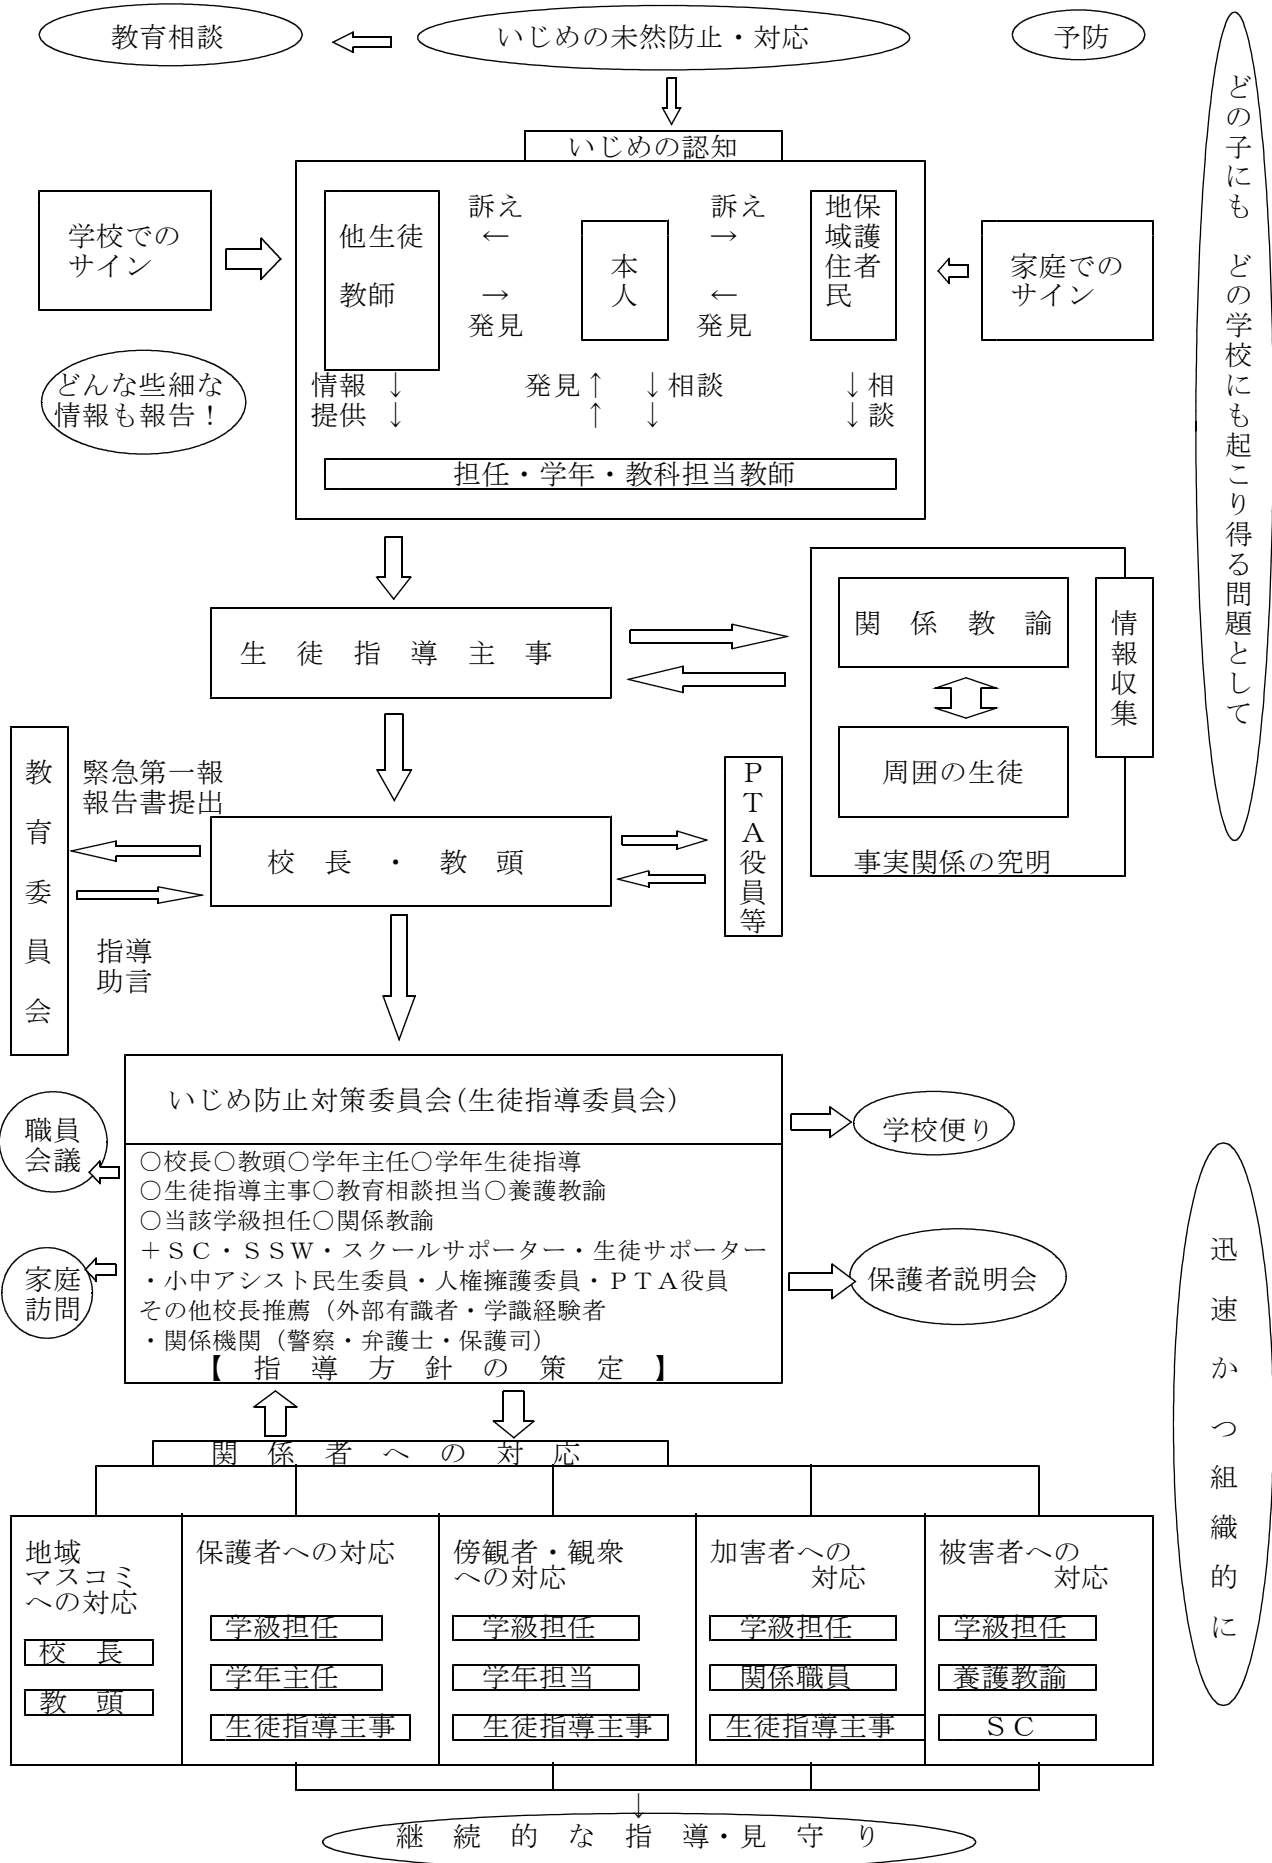 教育相談
いじめの未然防止・対応
予防
どの子にも どの学校にも起こり得る問題として
いじめの認知
学校での
サイン
他生徒
教師
訴え
←
→
発見
本人
訴え
→
←
発見
保護者
地域住民
家庭での
サイン
どんな些細な
情報も報告！
情報 ↓
提供 ↓
発見↑ ↓相談
↑ ↓
↓相
↓談
担任・学年・教科担当教師
生 徒 指 導 主 事
関 係 教 諭
周囲の生徒
情報収集
事実関係の究明
教育委員会
緊急第一報
報告書提出
指導
助言
校 長 ・ 教 頭
ＰＴＡ役員等
いじめ防止対策委員会(生徒指導委員会)
職員
会議
学校便り
○校長○教頭○学年主任○学年生徒指導
○生徒指導主事○教育相談担当○養護教諭
○当該学級担任○関係教諭
＋ＳＣ・ＳＳＷ・スクールサポーター・生徒サポーター
・小中アシスト民生委員・人権擁護委員・ＰＴＡ役員
その他校長推薦（外部有識者・学識経験者
・関係機関（警察・弁護士・保護司）
【 指 導 方 針 の 策 定 】
家庭
訪問
保護者説明会
迅速かつ組織的に
関 係 者 へ の 対 応
地域
マスコミ
への対応
校 長
教 頭
保護者への対応
学級担任
学年主任
生徒指導主事
傍観者・観衆
への対応
学級担任
学年担当
生徒指導主事
加害者への
対応
学級担任
関係職員
生徒指導主事
被害者への
対応
学級担任
養護教諭
ＳＣ
↓
継 続 的 な 指 導・見 守 り